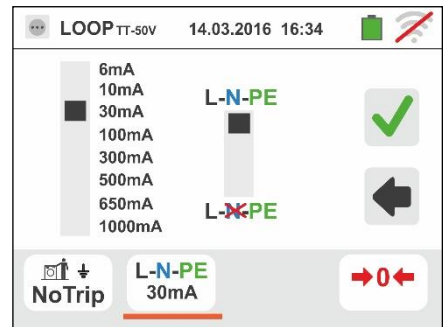 LOOP TT-50V 14.03.2016 16:34
6mA
10mA
30mA
100mA
300mA
500mA
650mA
1000mA
L-N-PE
L-N-PE
NoTrip
L-N-PE
30mA
0